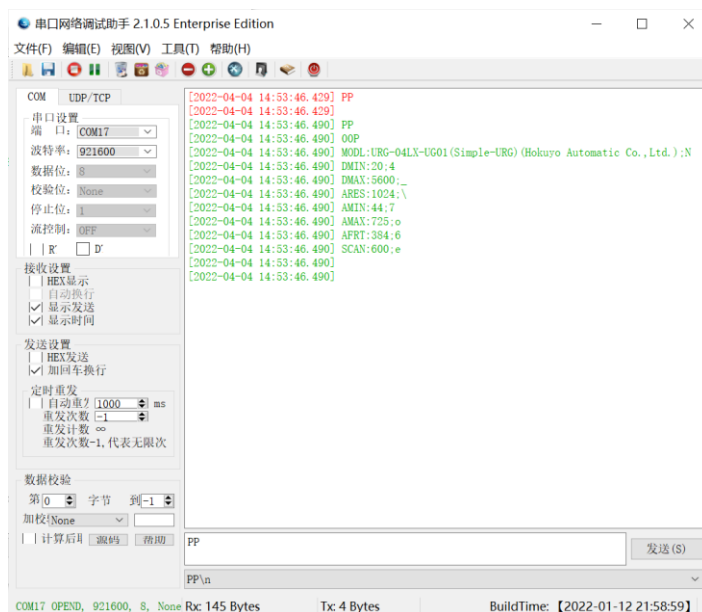 串口网络调试助手 2.1.0.5 Enterprise Edition
文件(F) 编辑(E) 视图(V) 工具(T) 帮助(H)
COM UDP/TCP
串口设置
端 口: COM17
波特率: 921600
数据位: 8
校验位: None
停止位: 1
流控制: OFF
接收设置
HEX显示
自动换行
显示发送
显示时间
发送设置
HEX发送
加回车换行
定时重发
自动重 1000 ms
重发次数 -1
重发计数 ∞
重发次数-1,代表无限次
数据校验
第 0 字节 到 -1
加校 None
计算后 源码 帮助
[2022-04-04 14:53:46.429] PP
[2022-04-04 14:53:46.429]
[2022-04-04 14:53:46.490] PP
[2022-04-04 14:53:46.490] 00P
[2022-04-04 14:53:46.490] MODL:URG-04LX-UG01(Simple-URG)(Hokuyo Automatic Co.,Ltd.);N
[2022-04-04 14:53:46.490] DMIN:20;4
[2022-04-04 14:53:46.490] DMAX:5600;_
[2022-04-04 14:53:46.490] ARES:1024;\
[2022-04-04 14:53:46.490] AMIN:44;7
[2022-04-04 14:53:46.490] AMAX:725;o
[2022-04-04 14:53:46.490] AFRT:384;6
[2022-04-04 14:53:46.490] SCAN:600;e
[2022-04-04 14:53:46.490]
[2022-04-04 14:53:46.490]
PP
发送(S)
PP\n
COM17 OPEND, 921600, 8, None Rx: 145 Bytes Tx: 4 Bytes BuildTime:【2022-01-12 21:58:59】